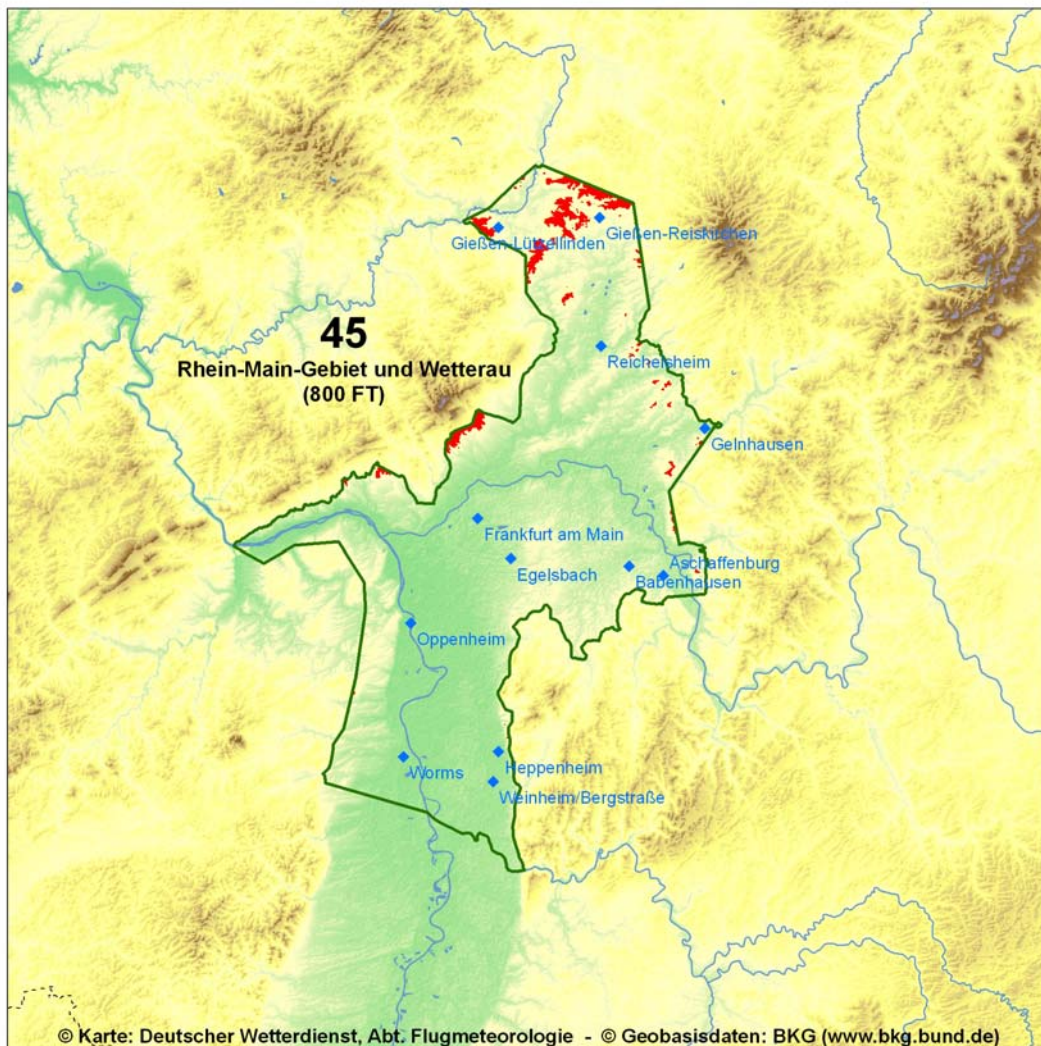 Gießen-Lützellinden
Gießen-Reiskirchen
45
Rhein-Main-Gebiet und Wetterau
(800 FT)
Reichelsheim
Gelnhausen
Frankfurt am Main
Egelsbach
Aschaffenburg
Babenhausen
Oppenheim
Worms
Heppenheim
Weinheim/Bergstraße
© Karte: Deutscher Wetterdienst, Abt. Flugmeteorologie - © Geobasisdaten: BKG (www.bkg.bund.de)